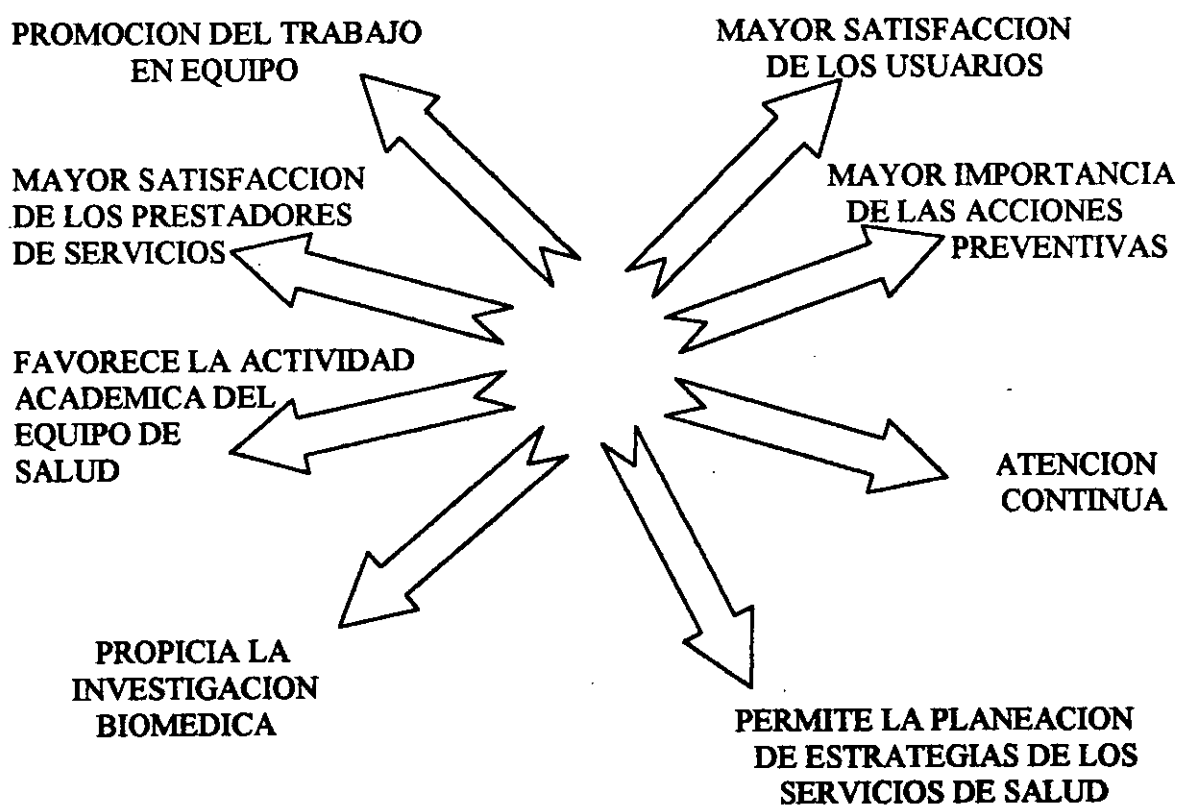 PROMOCION DEL TRABAJO
EN EQUIPO
MAYOR SATISFACCION
DE LOS USUARIOS
MAYOR SATISFACCION
DE LOS PRESTADORES
DE SERVICIOS
MAYOR IMPORTANCIA
DE LAS ACCIONES
PREVENTIVAS
FAVORECE LA ACTIVIDAD
ACADEMICA DEL
EQUIPO DE
SALUD
ATENCION
CONTINUA
PROPICIA LA
INVESTIGACION
BIOMEDICA
PERMITE LA PLANEACION
DE ESTRATEGIAS DE LOS
SERVICIOS DE SALUD